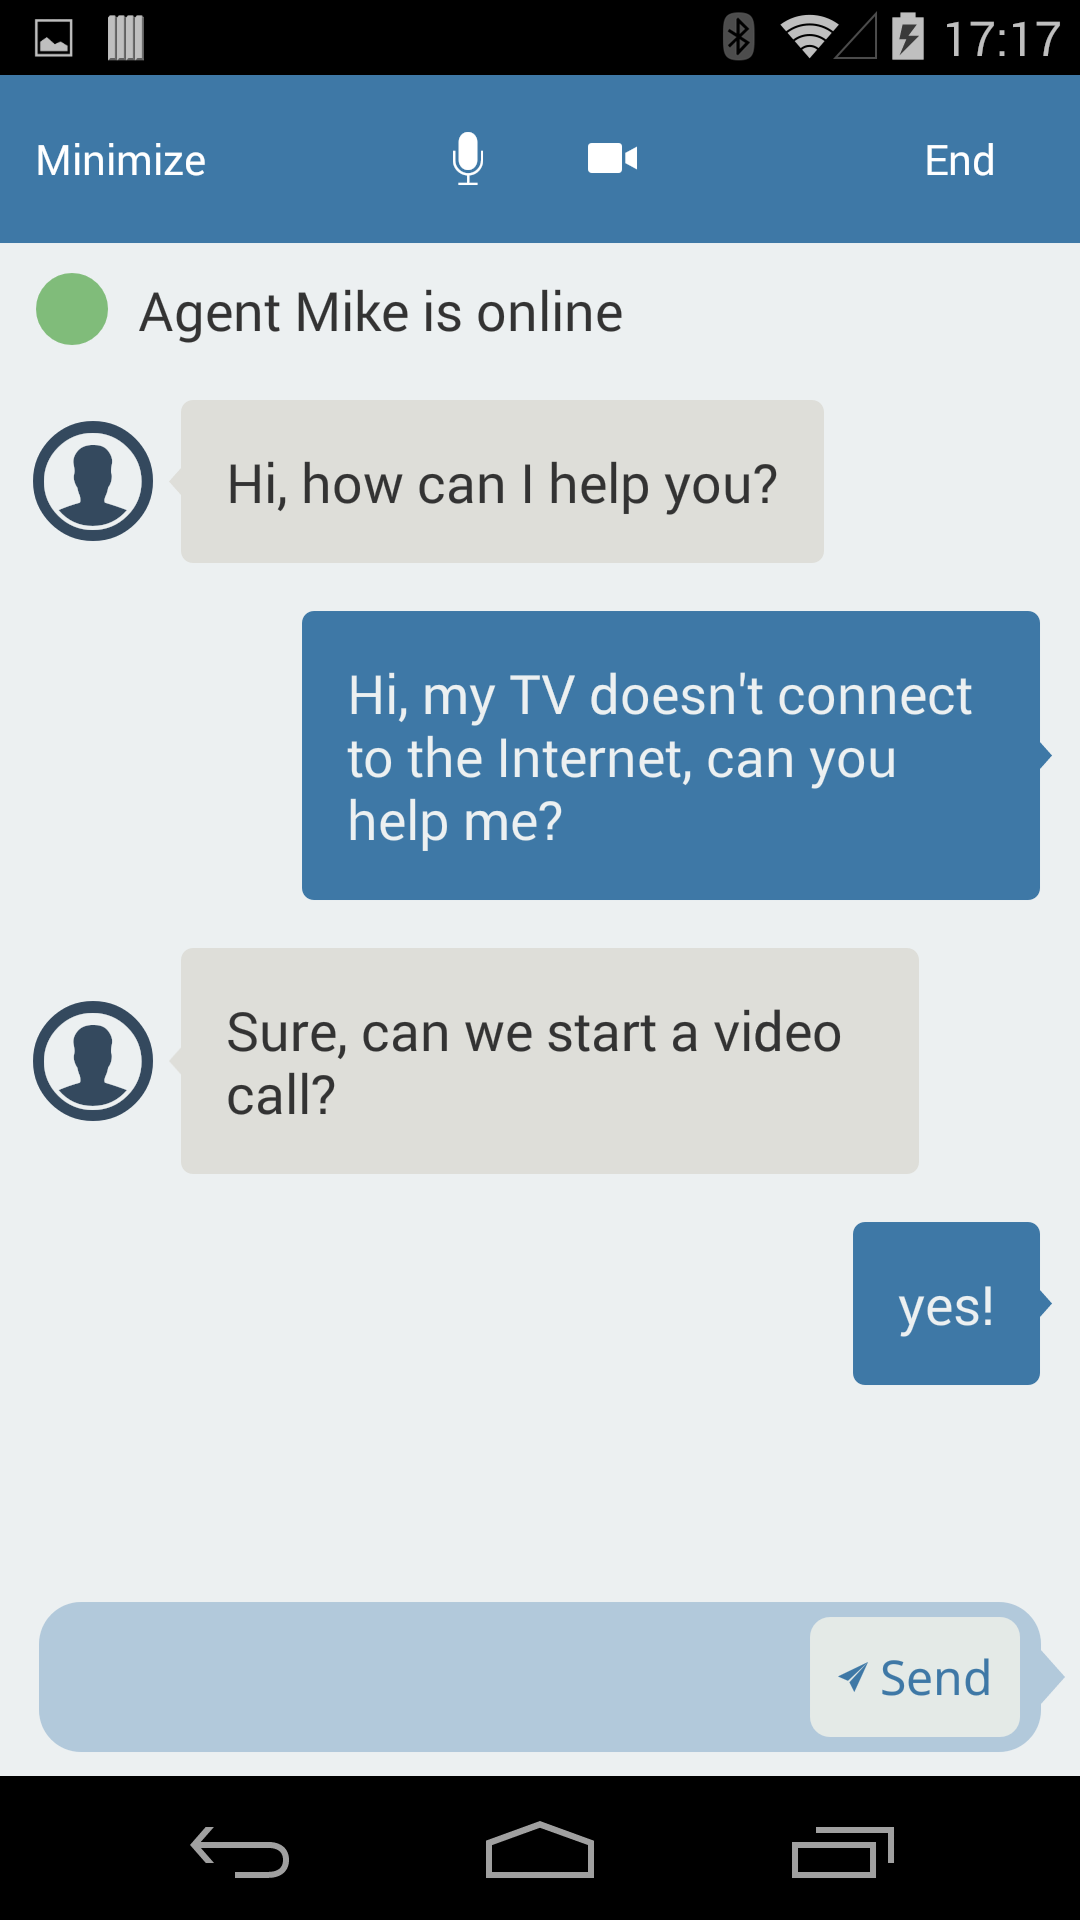 17:17
Minimize
End
Agent Mike is online
Hi, how can I help you?
Hi, my TV doesn't connect
to the Internet, can you
help me?
Sure, can we start a video
call?
yes!
Send